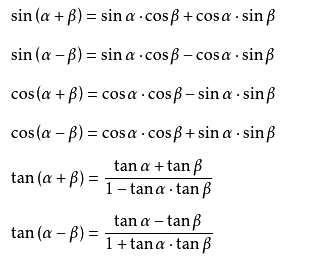 sin (α + β) = sin α · cos β + cos α · sin β
sin (α − β) = sin α · cos β − cos α · sin β
cos (α + β) = cos α · cos β − sin α · sin β
cos (α − β) = cos α · cos β + sin α · sin β
tan (α + β) = (tan α + tan β) / (1 − tan α · tan β)
tan (α − β) = (tan α − tan β) / (1 + tan α · tan β)